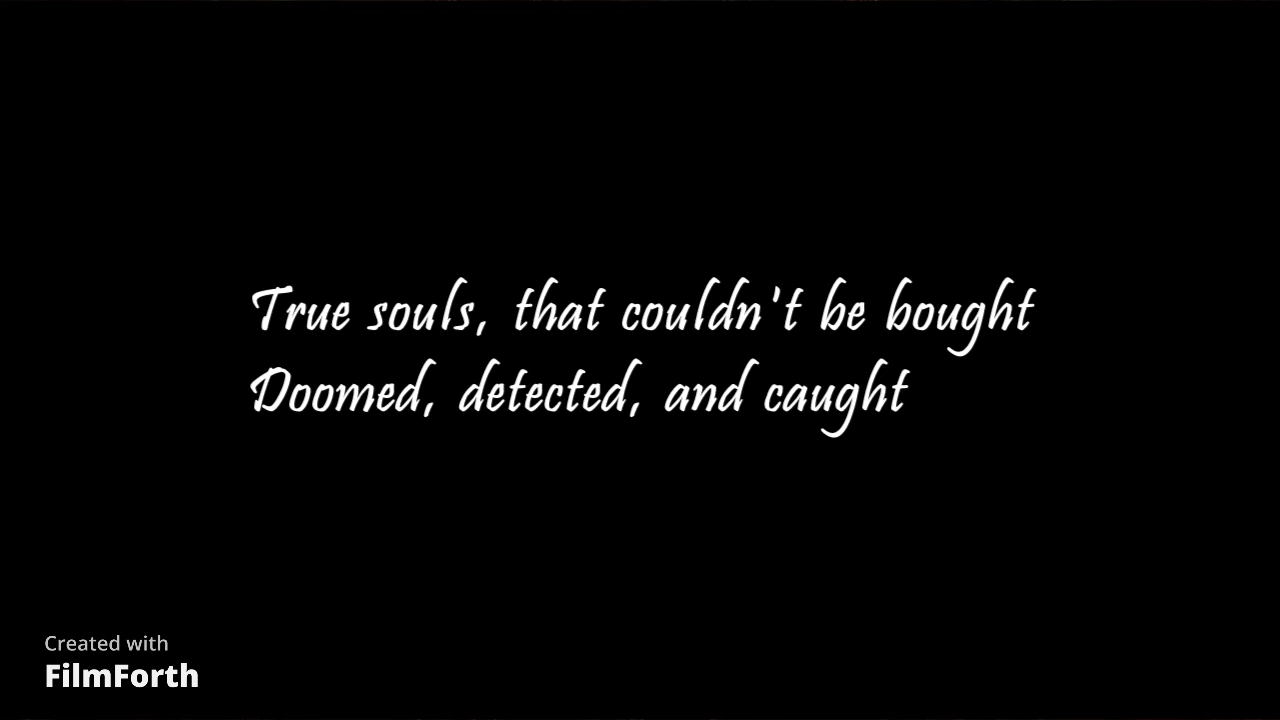 True souls, that couldn't be bought
Doomed, detected, and caught
Created with
FilmForth